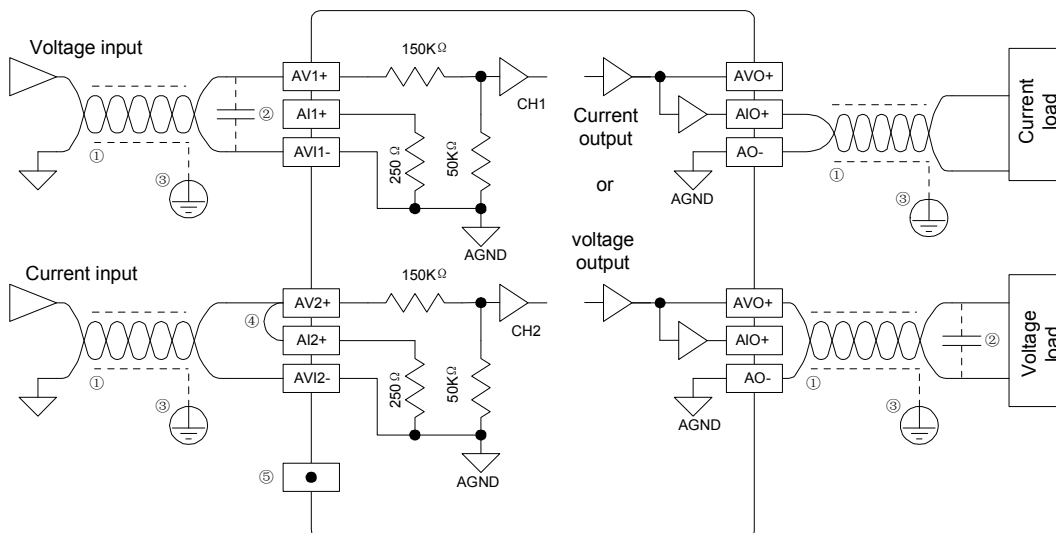 Voltage input
①
②
③
AV1+
AI1+
AVI1-
150KΩ
250Ω
50KΩ
CH1
AGND
Current input
①
③
④
AV2+
AI2+
AVI2-
150KΩ
250Ω
50KΩ
CH2
AGND
⑤
Current
output
or
voltage
output
AVO+
AIO+
AO-
AGND
①
③
Current
load
AVO+
AIO+
AO-
AGND
①
②
③
Voltage
load